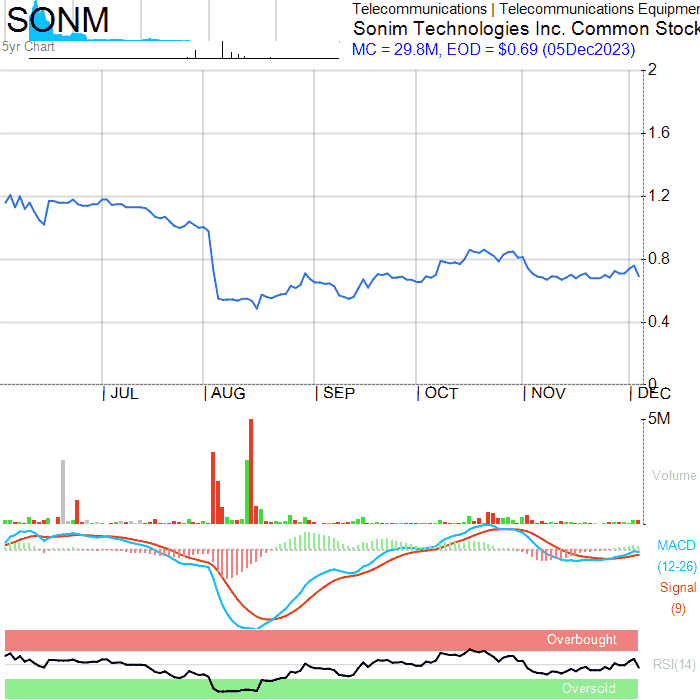 SONM
5yr Chart
Telecommunications | Telecommunications Equipmen
Sonim Technologies Inc. Common Stock
MC = 29.8M, EOD = $0.69 (05Dec2023)
2
1.6
1.2
0.8
0.4
0
JUL
AUG
SEP
OCT
NOV
DEC
5M
Volume
MACD
(12-26)
Signal
(9)
Overbought
RSI(14)
Oversold